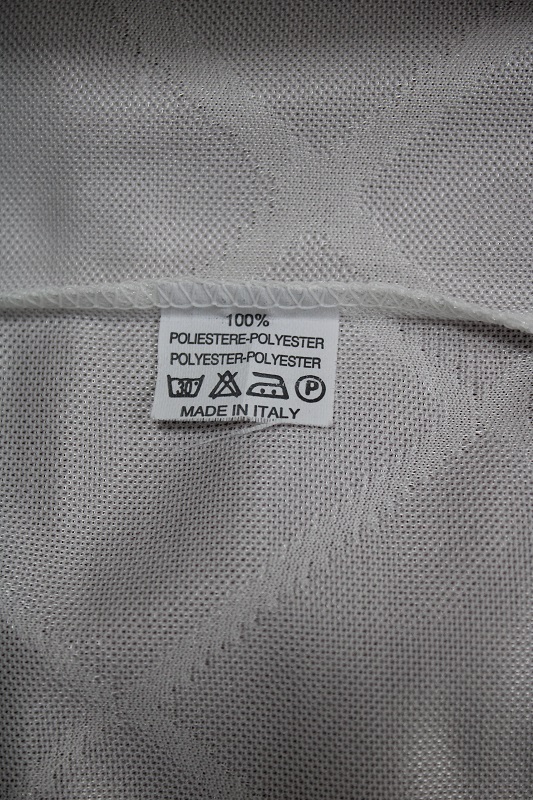 100%
POLIESTERE-POLYESTER
POLYESTER-POLYESTER
30 P
MADE IN ITALY